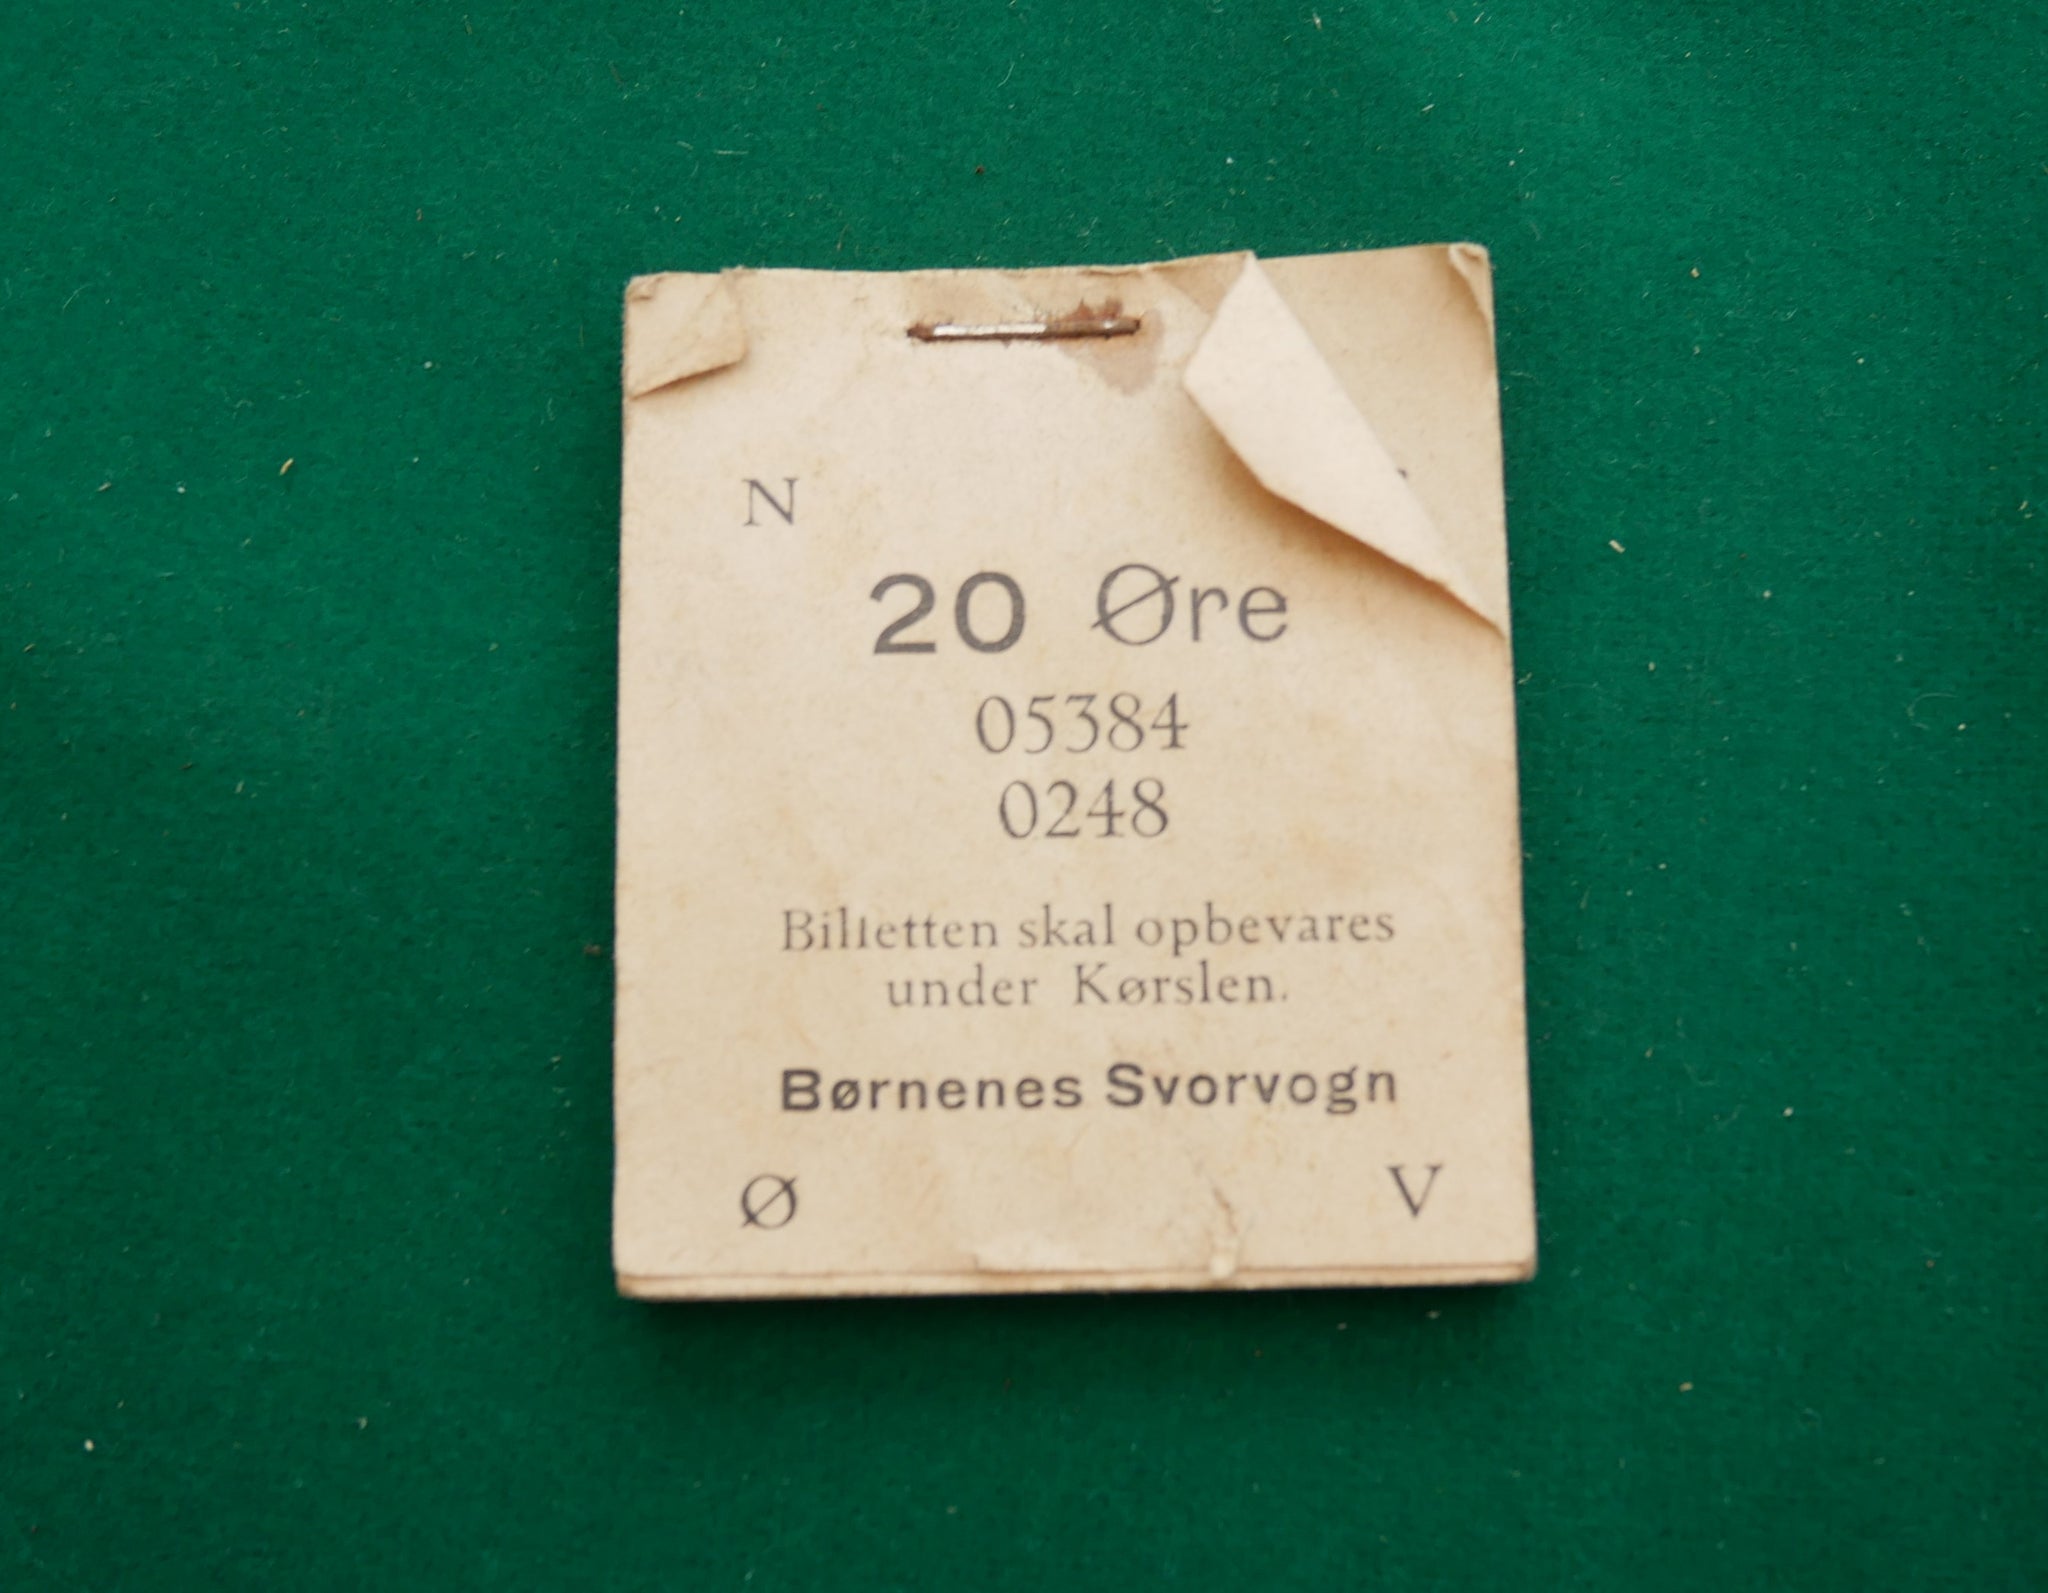 N
20 Øre
05384
0248
Billetten skal opbevares
under Kørslen.
Børnenes Svorvogn
Ø V